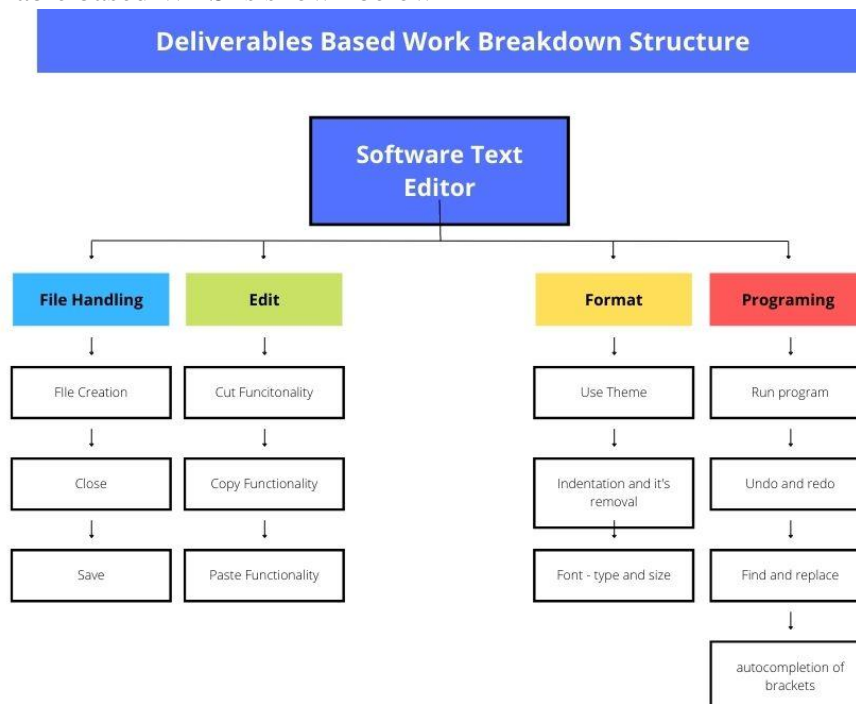 Deliverables Based Work Breakdown Structure
Software Text
Editor
File Handling
Edit
Format
Programing
FIle Creation
Cut Funcitonality
Use Theme
Run program
Close
Copy Functionality
Indentation and it's
removal
Undo and redo
Save
Paste Functionality
Font - type and size
Find and replace
autocompletion of
brackets